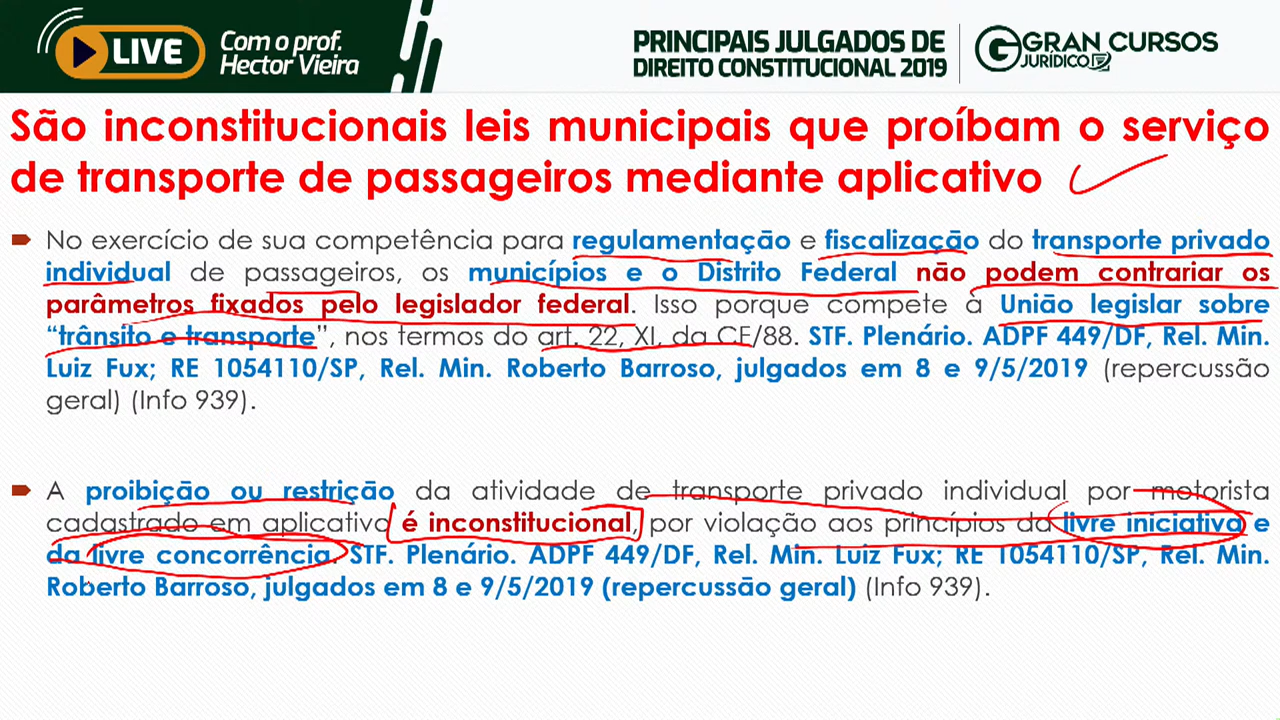 LIVE
Com o prof.
Hector Vieira
PRINCIPAIS JULGADOS DE
DIREITO CONSTITUCIONAL 2019
GRAN CURSOS
JURÍDICO
São inconstitucionais leis municipais que proíbam o serviço
de transporte de passageiros mediante aplicativo
No exercício de sua competência para regulamentação e fiscalização do transporte privado
individual de passageiros, os municípios e o Distrito Federal não podem contrariar os
parâmetros fixados pelo legislador federal. Isso porque compete à União legislar sobre
“trânsito e transporte”, nos termos do art. 22, XI, da CF/88. STF. Plenário. ADPF 449/DF, Rel. Min.
Luiz Fux; RE 1054110/SP, Rel. Min. Roberto Barroso, julgados em 8 e 9/5/2019 (repercussão
geral) (Info 939).
A proibição ou restrição da atividade de transporte privado individual por motorista
cadastrado em aplicativo é inconstitucional, por violação aos princípios da livre iniciativa e
da livre concorrência. STF. Plenário. ADPF 449/DF, Rel. Min. Luiz Fux; RE 1054110/SP, Rel. Min.
Roberto Barroso, julgados em 8 e 9/5/2019 (repercussão geral) (Info 939).